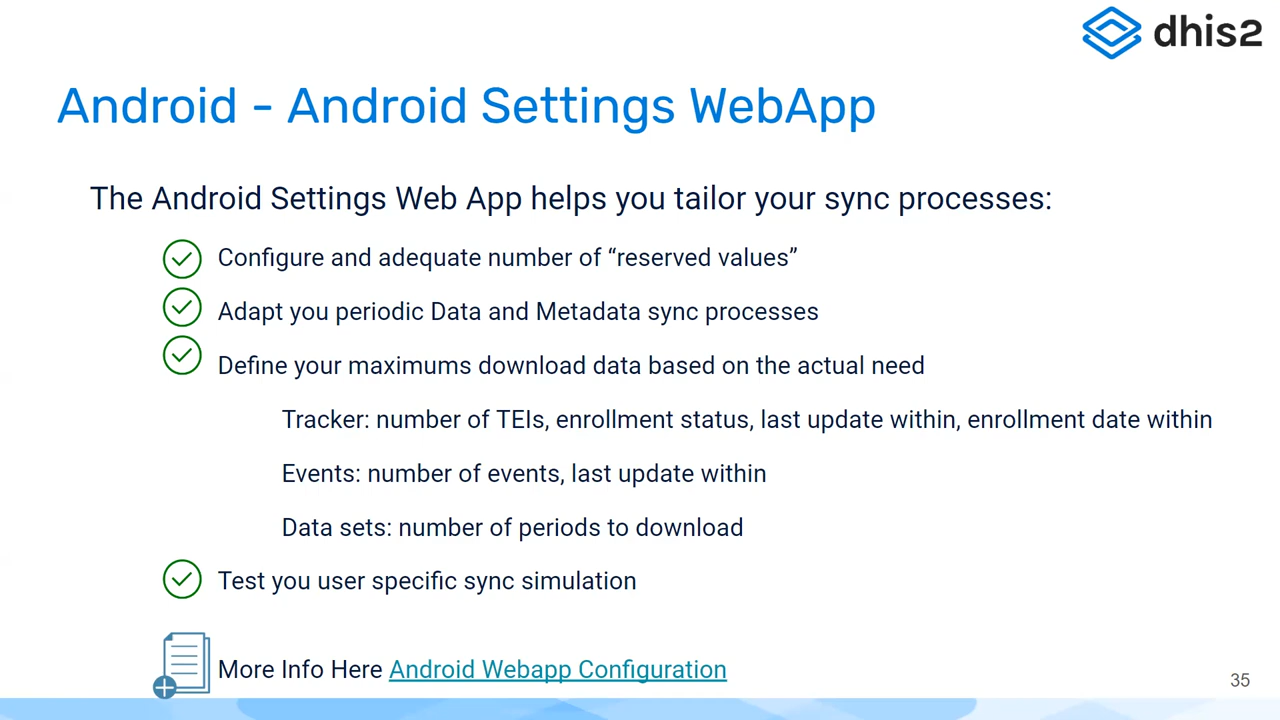 dhis2
Android - Android Settings WebApp
The Android Settings Web App helps you tailor your sync processes:
Configure and adequate number of “reserved values”
Adapt you periodic Data and Metadata sync processes
Define your maximums download data based on the actual need
Tracker: number of TEIs, enrollment status, last update within, enrollment date within
Events: number of events, last update within
Data sets: number of periods to download
Test you user specific sync simulation
More Info Here Android Webapp Configuration
35